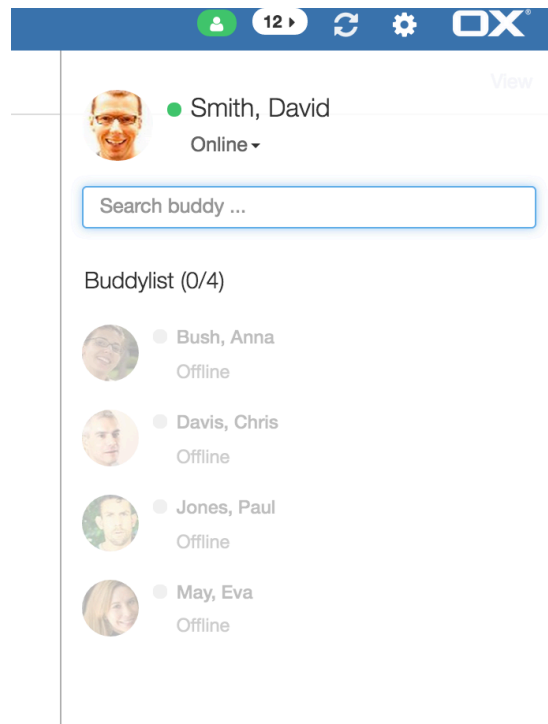 12
OX®
View
Smith, David
Online
Search buddy ...
Buddylist (0/4)
Bush, Anna
Offline
Davis, Chris
Offline
Jones, Paul
Offline
May, Eva
Offline